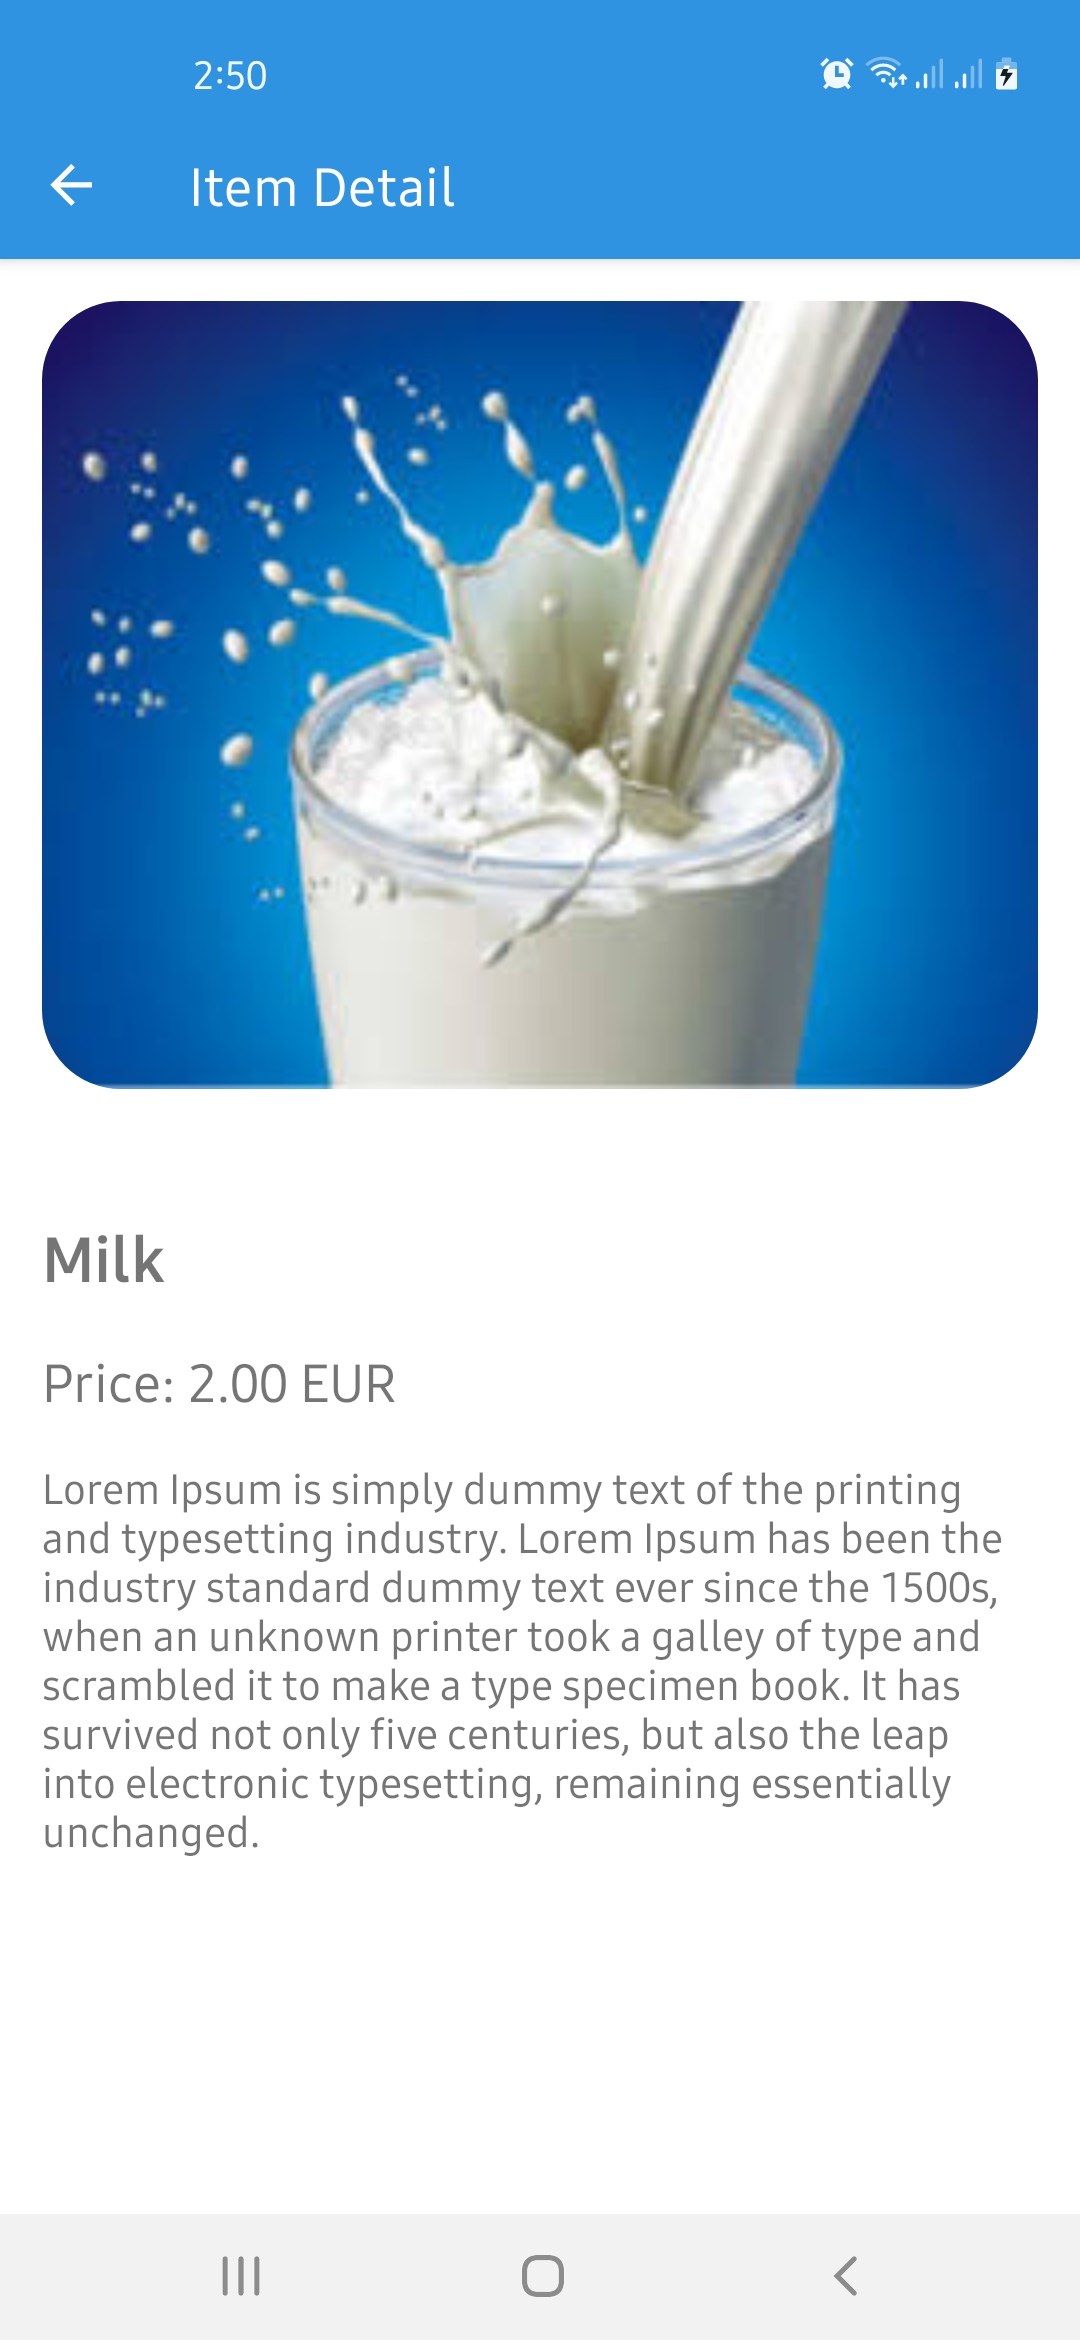 2:50
Item Detail
Milk
Price: 2.00 EUR
Lorem Ipsum is simply dummy text of the printing
and typesetting industry. Lorem Ipsum has been the
industry standard dummy text ever since the 1500s,
when an unknown printer took a galley of type and
scrambled it to make a type specimen book. It has
survived not only five centuries, but also the leap
into electronic typesetting, remaining essentially
unchanged.